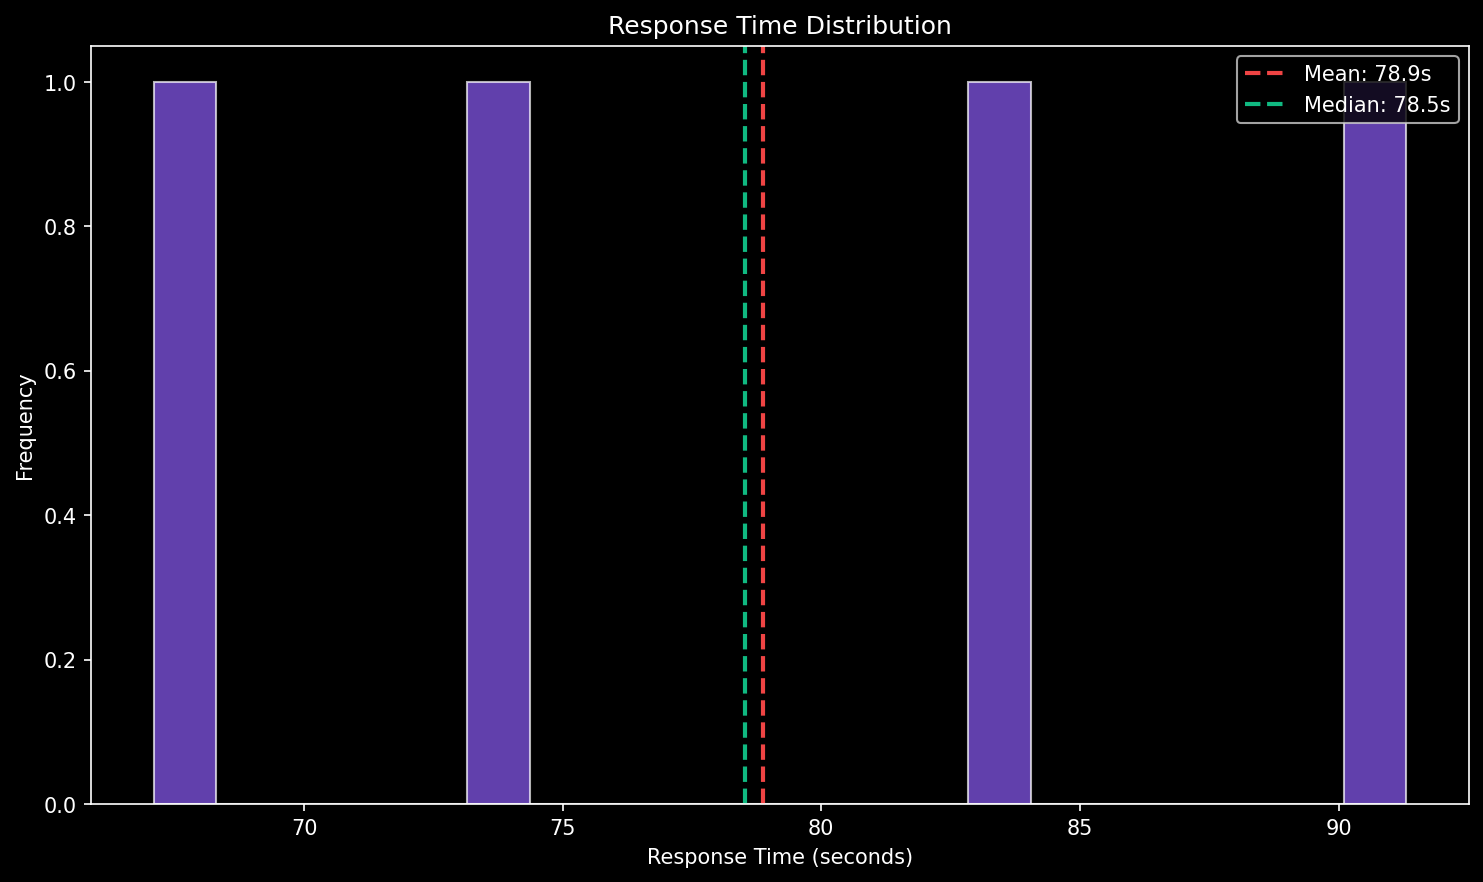 Response Time Distribution
Mean: 78.9s
Median: 78.5s
1.0
0.8
0.6
0.4
0.2
0.0
Frequency
70 75 80 85 90
Response Time (seconds)